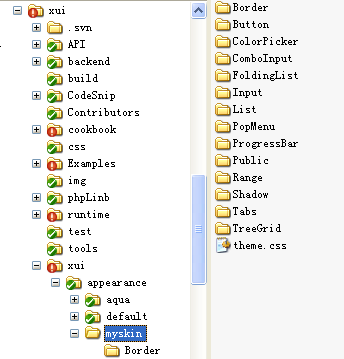 xui
.svn
API
backend
build
CodeSnip
Contributors
cookbook
css
Examples
img
phpLinb
runtime
test
tools
xui
appearance
aqua
default
myskin
Border
Border
Button
ColorPicker
ComboInput
FoldingList
Input
List
PopMenu
ProgressBar
Public
Range
Shadow
Tabs
TreeGrid
theme.css